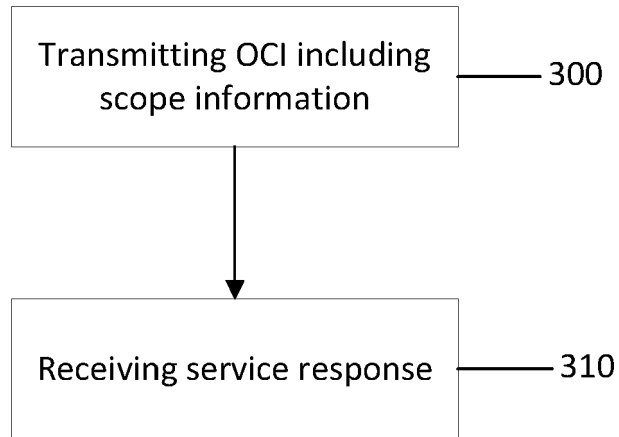 Transmitting OCI including
scope information
300
Receiving service response
310